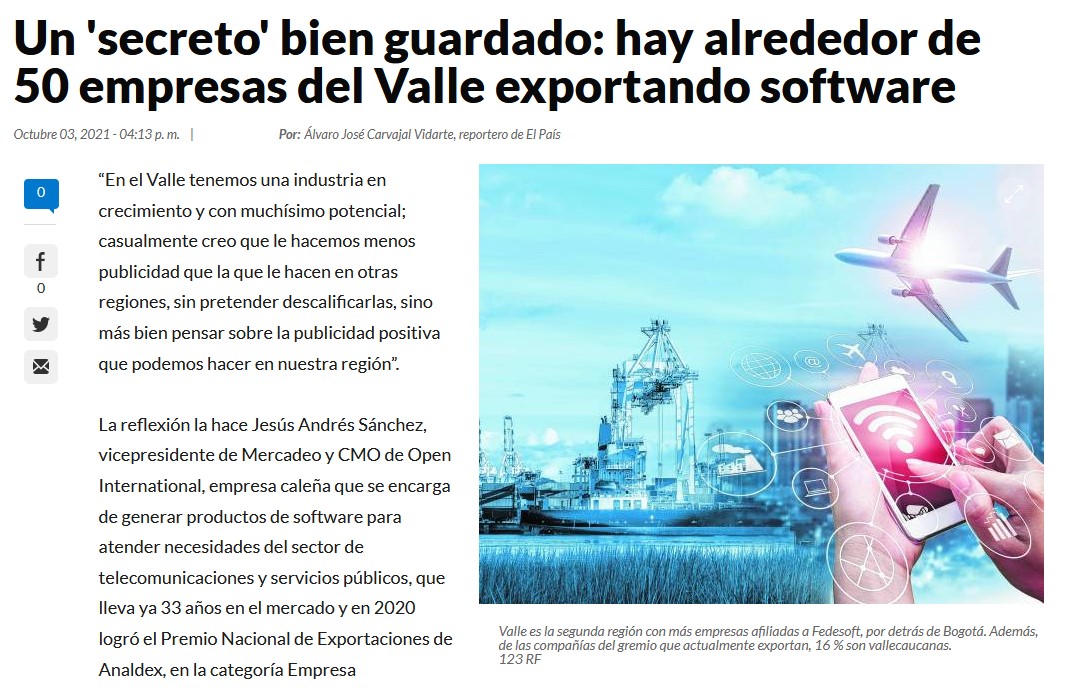 Un 'secreto' bien guardado: hay alrededor de
50 empresas del Valle exportando software
Octubre 03, 2021 - 04:13 p. m. |
Por: Álvaro José Carvajal Vidarte, reportero de El País
0
0
“En el Valle tenemos una industria en
crecimiento y con muchísimo potencial;
casualmente creo que le hacemos menos
publicidad que la que le hacen en otras
regiones, sin pretender descalificarlas, sino
más bien pensar sobre la publicidad positiva
que podemos hacer en nuestra región”.
La reflexión la hace Jesús Andrés Sánchez,
vicepresidente de Mercadeo y CMO de Open
International, empresa caleña que se encarga
de generar productos de software para
atender necesidades del sector de
telecomunicaciones y servicios públicos, que
lleva ya 33 años en el mercado y en 2020
logró el Premio Nacional de Exportaciones de
Analdex, en la categoría Empresa
Valle es la segunda región con más empresas afiliadas a Fedesoft, por detrás de Bogotá. Además,
de las compañías del gremio que actualmente exportan, 16 % son vallecaucanas.
123 RF